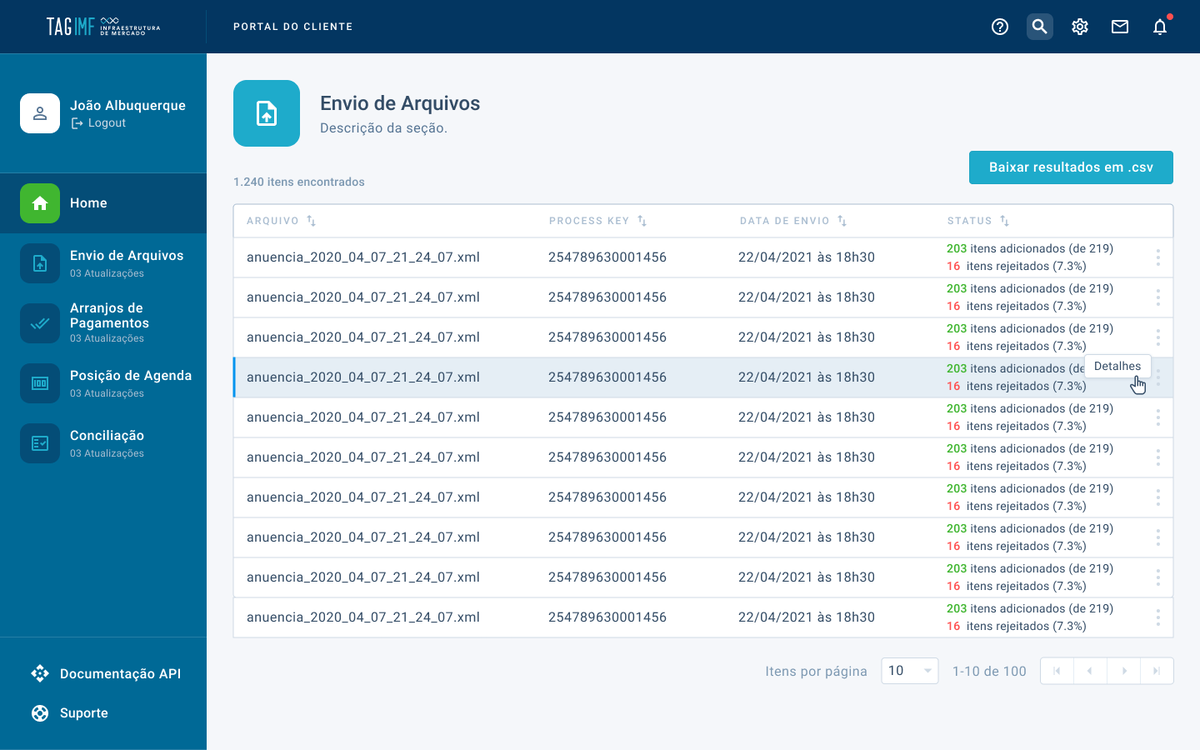 TAG IMF INFRAESTRUTURA
DE MERCADO
PORTAL DO CLIENTE
João Albuquerque
Logout
Home
Envio de Arquivos
03 Atualizações
Arranjos de
Pagamentos
03 Atualizações
Posição de Agenda
03 Atualizações
Conciliação
03 Atualizações
Documentação API
Suporte
Envio de Arquivos
Descrição da seção.
1.240 itens encontrados
Baixar resultados em .csv
ARQUIVO PROCESS KEY DATA DE ENVIO STATUS
anuencia_2020_04_07_21_24_07.xml 254789630001456 22/04/2021 às 18h30 203 itens adicionados (de 219)
16 itens rejeitados (7.3%)
anuencia_2020_04_07_21_24_07.xml 254789630001456 22/04/2021 às 18h30 203 itens adicionados (de 219)
16 itens rejeitados (7.3%)
anuencia_2020_04_07_21_24_07.xml 254789630001456 22/04/2021 às 18h30 203 itens adicionados (de 219)
16 itens rejeitados (7.3%)
anuencia_2020_04_07_21_24_07.xml 254789630001456 22/04/2021 às 18h30 203 itens adicionados (de
Detalhes
16 itens rejeitados (7.3%)
anuencia_2020_04_07_21_24_07.xml 254789630001456 22/04/2021 às 18h30 203 itens adicionados (de 219)
16 itens rejeitados (7.3%)
anuencia_2020_04_07_21_24_07.xml 254789630001456 22/04/2021 às 18h30 203 itens adicionados (de 219)
16 itens rejeitados (7.3%)
anuencia_2020_04_07_21_24_07.xml 254789630001456 22/04/2021 às 18h30 203 itens adicionados (de 219)
16 itens rejeitados (7.3%)
anuencia_2020_04_07_21_24_07.xml 254789630001456 22/04/2021 às 18h30 203 itens adicionados (de 219)
16 itens rejeitados (7.3%)
anuencia_2020_04_07_21_24_07.xml 254789630001456 22/04/2021 às 18h30 203 itens adicionados (de 219)
16 itens rejeitados (7.3%)
anuencia_2020_04_07_21_24_07.xml 254789630001456 22/04/2021 às 18h30 203 itens adicionados (de 219)
16 itens rejeitados (7.3%)
Itens por página 10 1-10 de 100